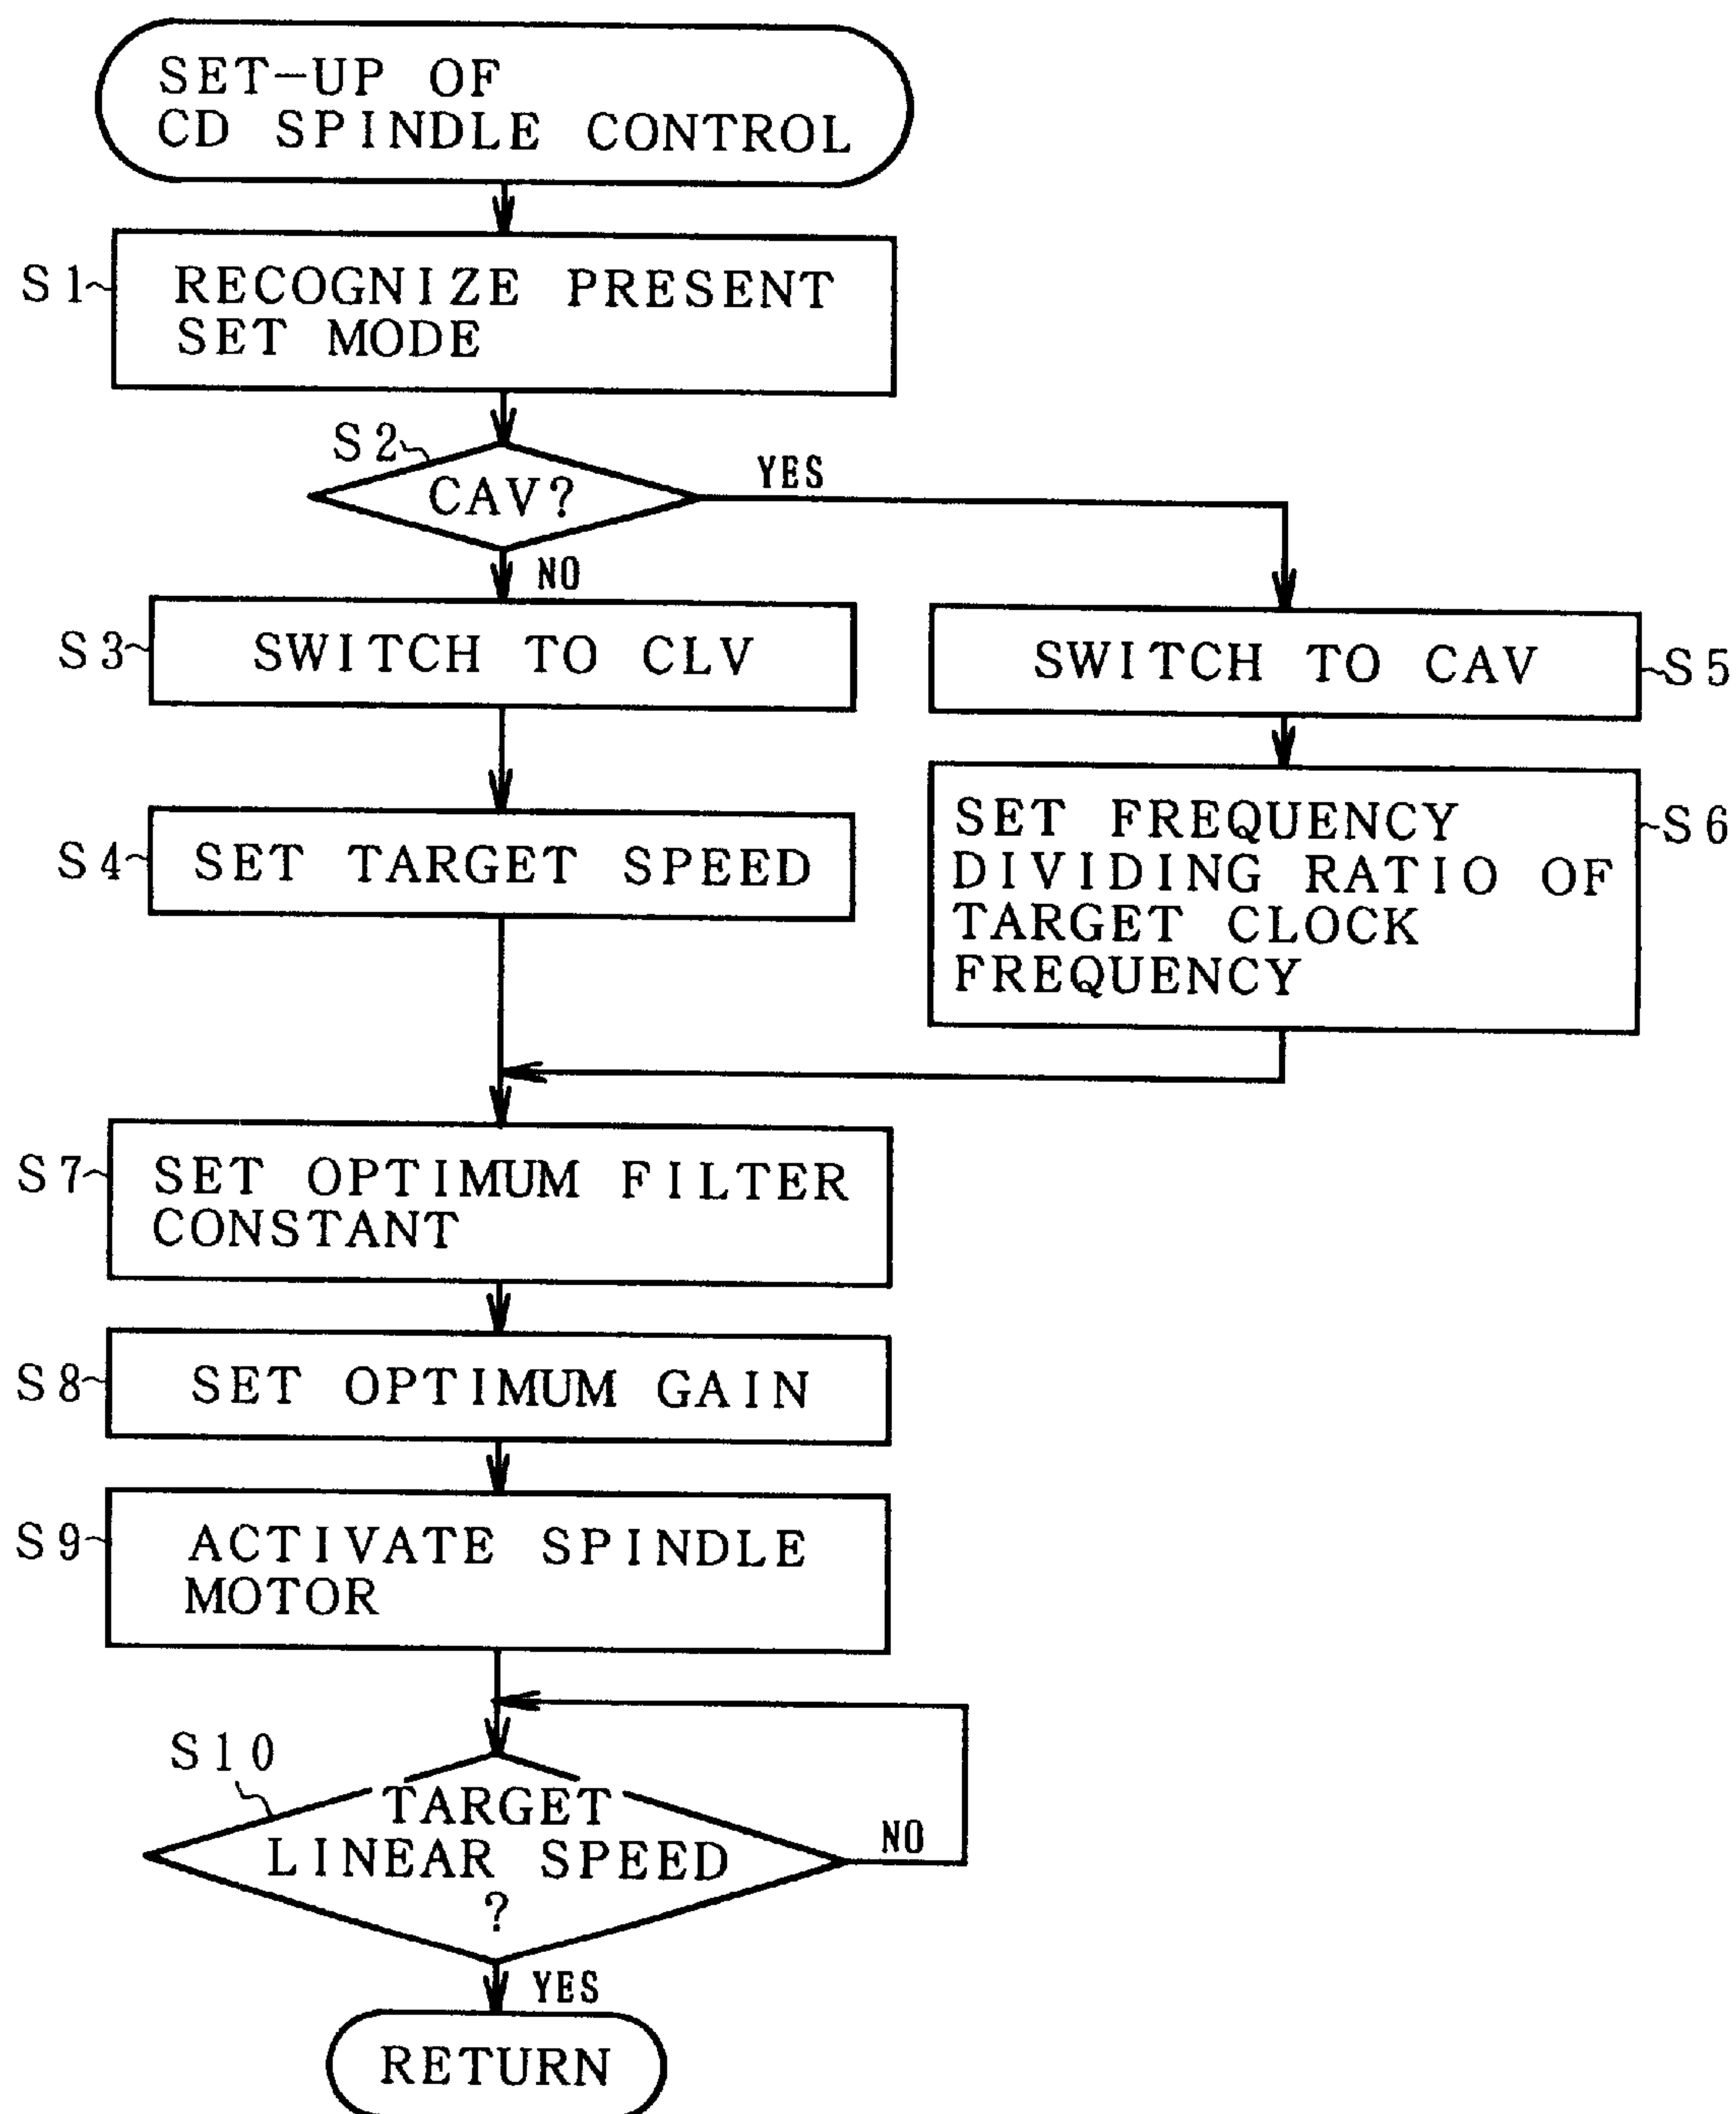 SET-UP OF
CD SPINDLE CONTROL
S1
RECOGNIZE PRESENT
SET MODE
S2
CAV?
YES
NO
S3
SWITCH TO CLV
SWITCH TO CAV
S5
S4
SET TARGET SPEED
SET FREQUENCY
DIVIDING RATIO OF
TARGET CLOCK
FREQUENCY
S6
S7
SET OPTIMUM FILTER
CONSTANT
S8
SET OPTIMUM GAIN
S9
ACTIVATE SPINDLE
MOTOR
S10
TARGET
LINEAR SPEED
?
NO
YES
RETURN